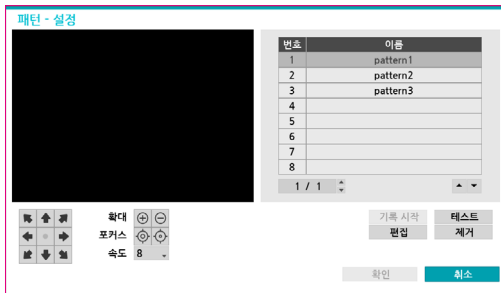 패턴 - 설정
번호 이름
1 pattern1
2 pattern2
3 pattern3
4
5
6
7
8
1 / 1
확대
포커스
속도 8
기록 시작 테스트
편집 제거
확인 취소